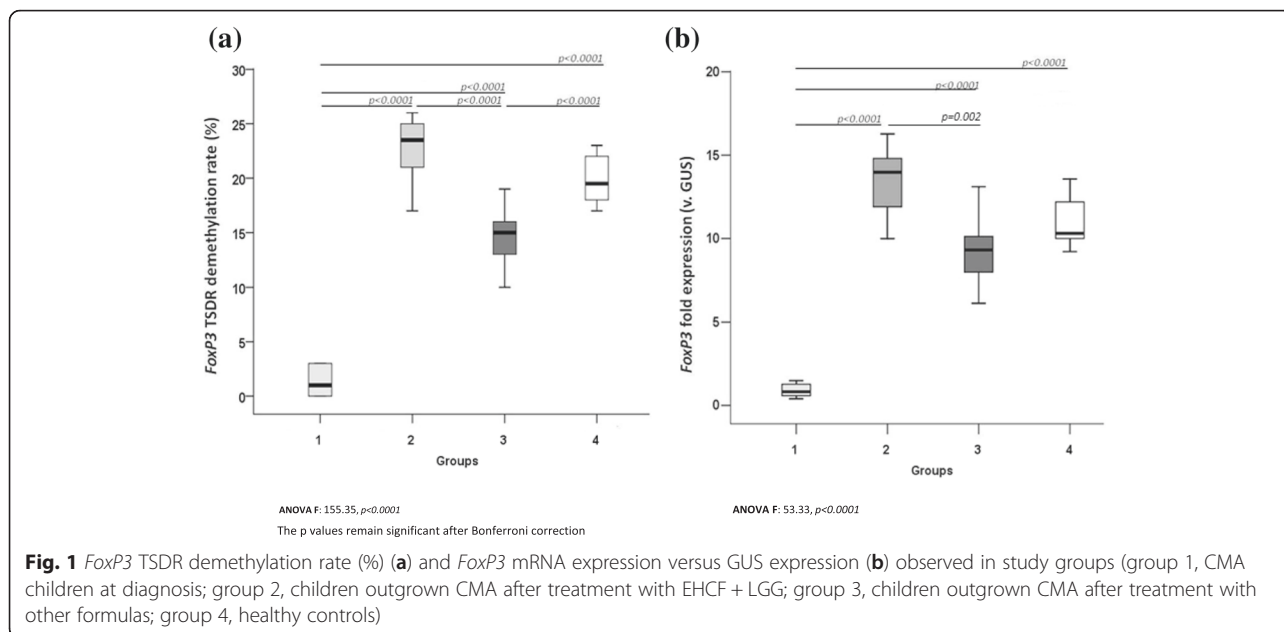 (a)
p<0.0001
p<0.0001
p<0.0001 p<0.0001 p<0.0001
FoxP3 TSDR demethylation rate (%)
30
25
20
15
10
5
0
1 2 3 4
Groups
ANOVA F: 155.35, p<0.0001
The p values remain significant after Bonferroni correction
(b)
p<0.0001
p<0.0001
p<0.0001 p=0.002
FoxP3 fold expression (v. GUS)
20
15
10
5
0
1 2 3 4
Groups
ANOVA F: 53.33, p<0.0001
Fig. 1 FoxP3 TSDR demethylation rate (%) (a) and FoxP3 mRNA expression versus GUS expression (b) observed in study groups (group 1, CMA
children at diagnosis; group 2, children outgrown CMA after treatment with EHCF + LGG; group 3, children outgrown CMA after treatment with
other formulas; group 4, healthy controls)